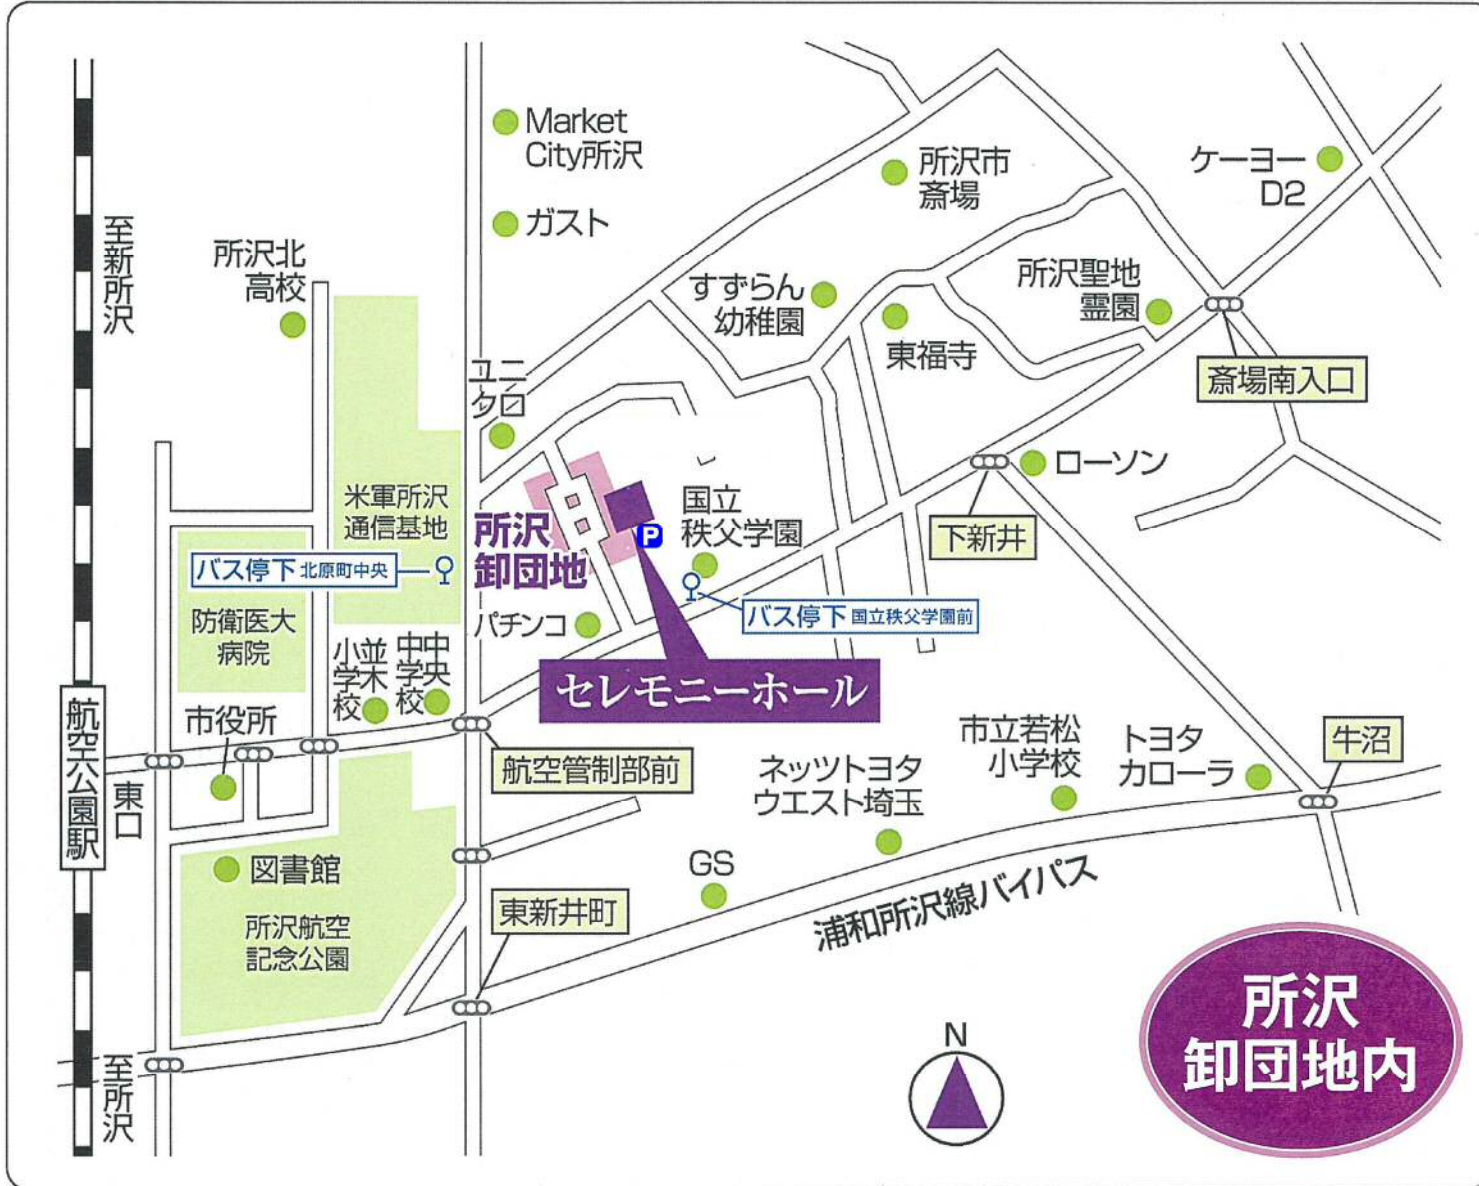 Market
City所沢
ガスト
所沢市
斎場
ケーヨー
D2
至新所沢
所沢北
高校
すずらん
幼稚園
東福寺
所沢聖地
霊園
斎場南入口
ユニ
クロ
ローソン
下新井
米軍所沢
通信基地
所沢
卸団地
P
国立
秩父学園
バス停下 北原町中央
バス停下 国立秩父学園前
防衛医大
病院
パチンコ
並木
小学校
中央
中学校
セレモニーホール
市役所
航空公園駅
東口
航空管制部前
ネッツトヨタ
ウエスト埼玉
市立若松
小学校
トヨタ
カローラ
牛沼
図書館
所沢航空
記念公園
東新井町
GS
浦和所沢線バイパス
至所沢
N
所沢
卸団地内